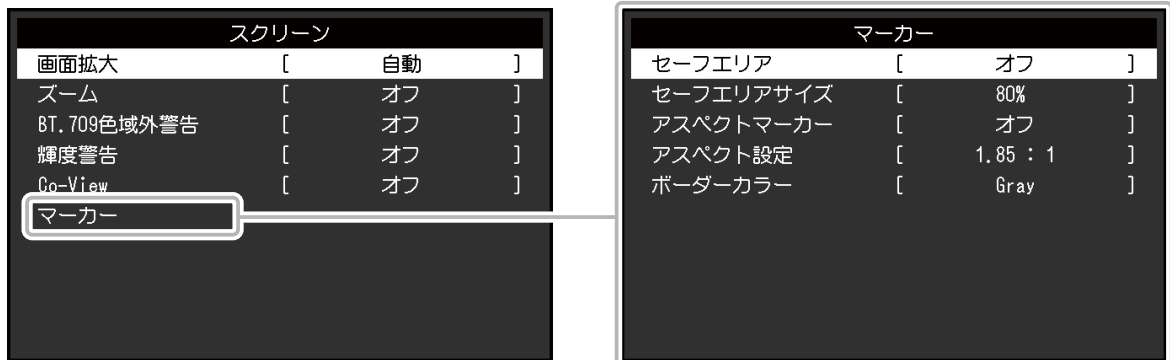 スクリーン
画面拡大 [ 自動 ]
ズーム [ オフ ]
BT.709色域外警告 [ オフ ]
輝度警告 [ オフ ]
Co-View [ オフ ]
マーカー
マーカー
セーフエリア [ オフ ]
セーフエリアサイズ [ 80% ]
アスペクトマーカー [ オフ ]
アスペクト設定 [ 1.85 : 1 ]
ボーダーカラー [ Gray ]